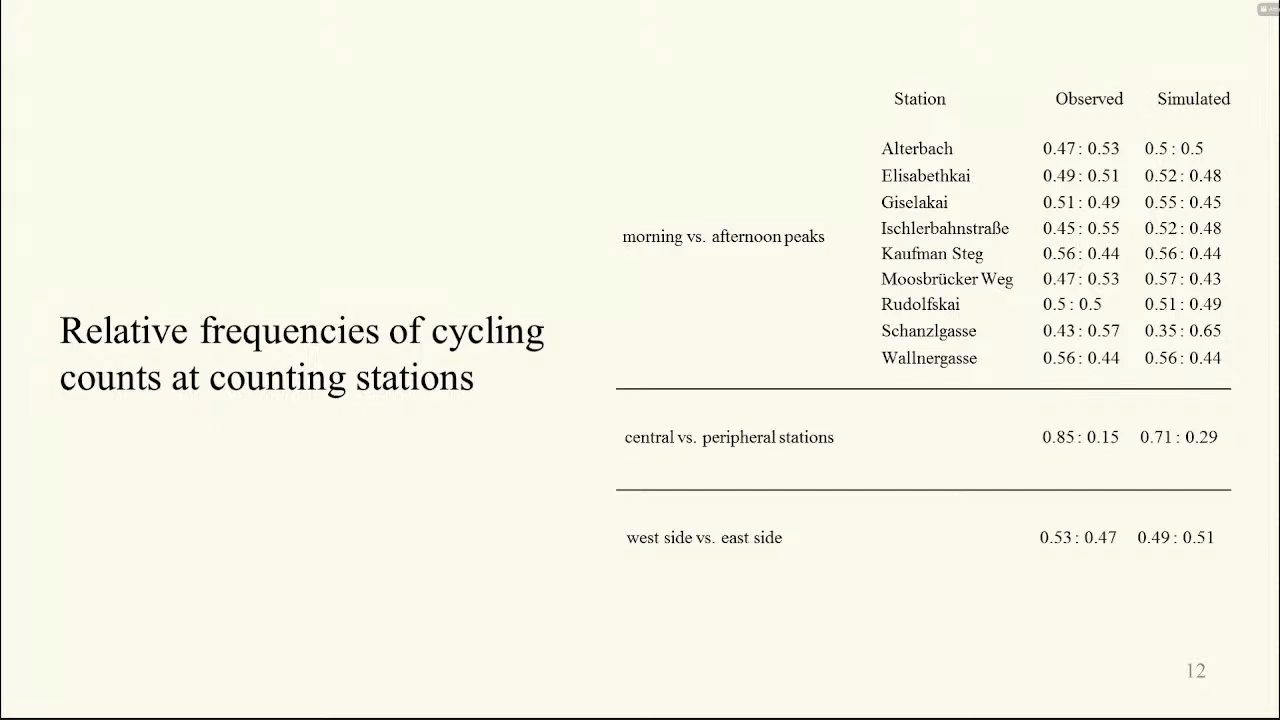 Relative frequencies of cycling
counts at counting stations
Station Observed Simulated
morning vs. afternoon peaks
Alterbach 0.47 : 0.53 0.5 : 0.5
Elisabethkai 0.49 : 0.51 0.52 : 0.48
Giselakai 0.51 : 0.49 0.55 : 0.45
Ischlerbahnstraße 0.45 : 0.55 0.52 : 0.48
Kaufman Steg 0.56 : 0.44 0.56 : 0.44
Moosbrücker Weg 0.47 : 0.53 0.57 : 0.43
Rudolfskai 0.5 : 0.5 0.51 : 0.49
Schanzlgasse 0.43 : 0.57 0.35 : 0.65
Wallnergasse 0.56 : 0.44 0.56 : 0.44
central vs. peripheral stations 0.85 : 0.15 0.71 : 0.29
west side vs. east side 0.53 : 0.47 0.49 : 0.51
12